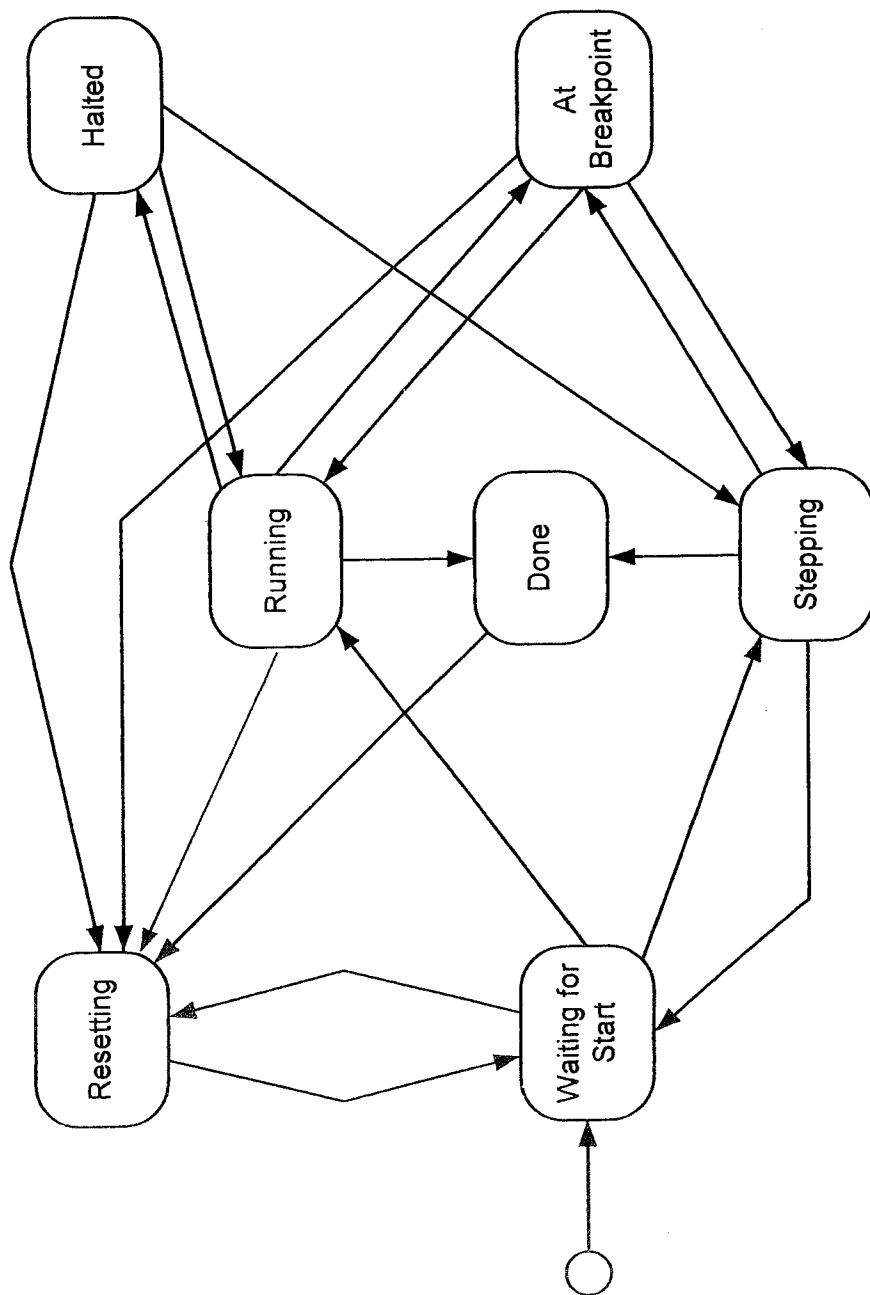 Resetting
Halted
Running
Done
Waiting for
Start
Stepping
At
Breakpoint